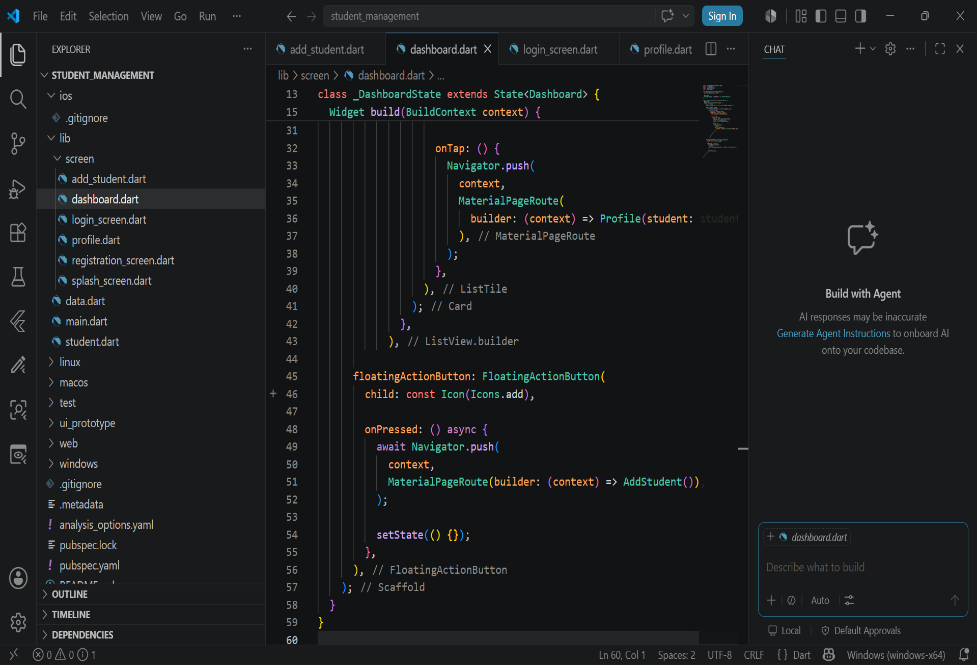 File Edit Selection View Go Run ···
student_management
Sign In
EXPLORER
STUDENT_MANAGEMENT
ios
.gitignore
lib
screen
add_student.dart
dashboard.dart
login_screen.dart
profile.dart
registration_screen.dart
splash_screen.dart
data.dart
main.dart
student.dart
linux
macos
test
ui_prototype
web
windows
.gitignore
.metadata
analysis_options.yaml
pubspec.lock
pubspec.yaml
OUTLINE
TIMELINE
DEPENDENCIES
add_student.dart dashboard.dart login_screen.dart profile.dart
lib > screen > dashboard.dart > ...
13 class _DashboardState extends State<Dashboard> {
15 Widget build(BuildContext context) {
31
32 onTap: () {
33 Navigator.push(
34 context,
35 MaterialPageRoute(
36 builder: (context) => Profile(student: student
37 ), // MaterialPageRoute
38 );
39 },
40 ), // ListTile
41 ); // Card
42 },
43 ), // ListView.builder
44
45 floatingActionButton: FloatingActionButton(
46 child: const Icon(Icons.add),
47
48 onPressed: () async {
49 await Navigator.push(
50 context,
51 MaterialPageRoute(builder: (context) => AddStudent()),
52 );
53
54 setState(() {});
55 },
56 ), // FloatingActionButton
57 ); // Scaffold
58 }
59 }
60
CHAT
Build with Agent
AI responses may be inaccurate
Generate Agent Instructions to onboard AI
onto your codebase.
dashboard.dart
Describe what to build
Auto
Local Default Approvals
0 0 1 Ln 60, Col 1 Spaces: 2 UTF-8 CRLF {} Dart Windows (windows-x64)